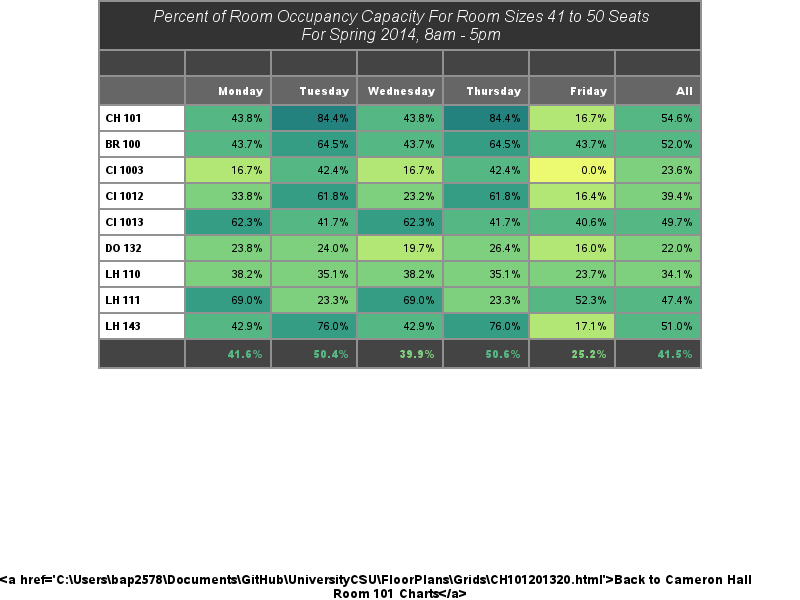 Percent of Room Occupancy Capacity For Room Sizes 41 to 50 Seats
For Spring 2014, 8am - 5pm
Monday Tuesday Wednesday Thursday Friday All
CH 101 43.8% 84.4% 43.8% 84.4% 16.7% 54.6%
BR 100 43.7% 64.5% 43.7% 64.5% 43.7% 52.0%
CI 1003 16.7% 42.4% 16.7% 42.4% 0.0% 23.6%
CI 1012 33.8% 61.8% 23.2% 61.8% 16.4% 39.4%
CI 1013 62.3% 41.7% 62.3% 41.7% 40.6% 49.7%
DO 132 23.8% 24.0% 19.7% 26.4% 16.0% 22.0%
LH 110 38.2% 35.1% 38.2% 35.1% 23.7% 34.1%
LH 111 69.0% 23.3% 69.0% 23.3% 52.3% 47.4%
LH 143 42.9% 76.0% 42.9% 76.0% 17.1% 51.0%
41.6% 50.4% 39.9% 50.6% 25.2% 41.5%
<a href='C:\Users\bap2578\Documents\GitHub\UniversityCSU\FloorPlans\Grids\CH101201320.html'>Back to Cameron Hall
Room 101 Charts</a>